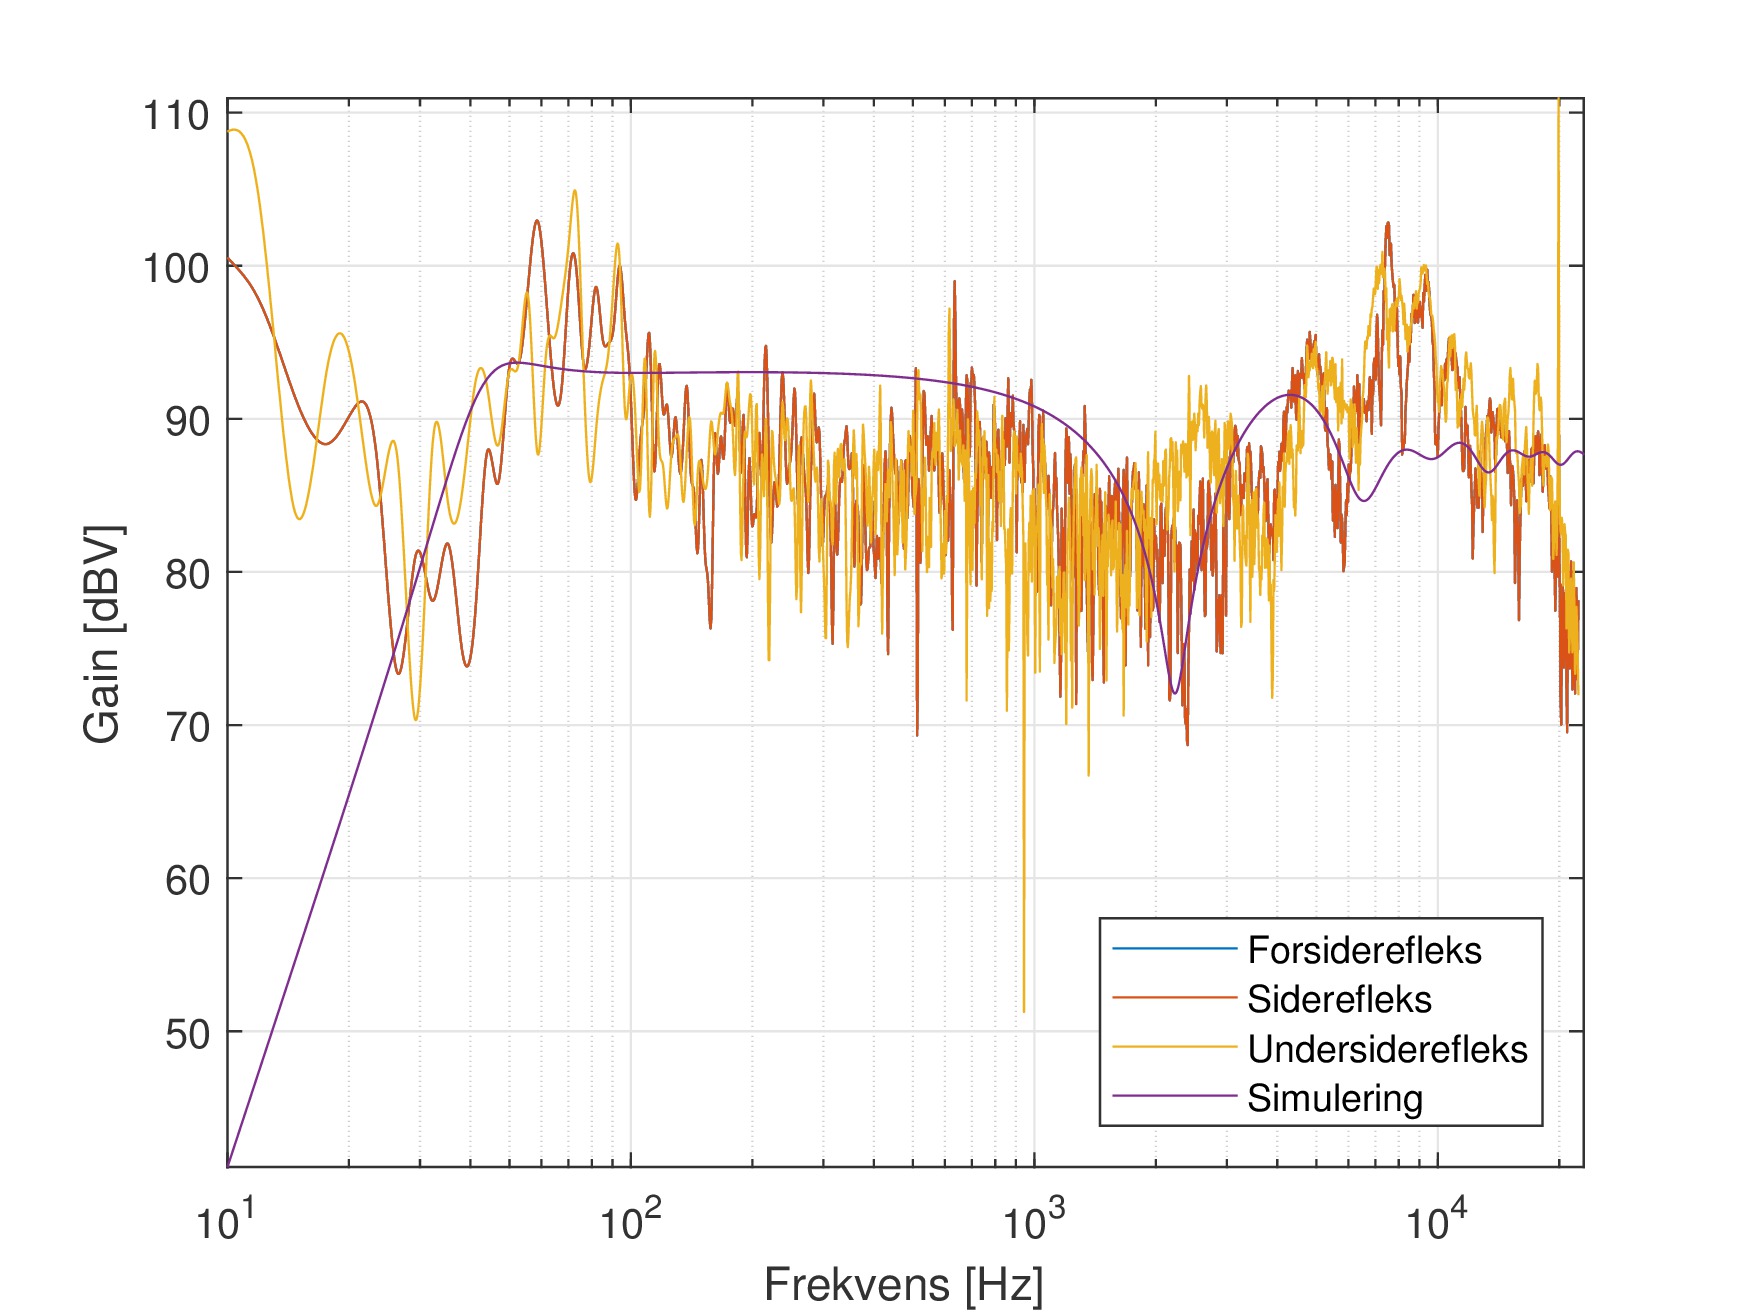 110
100
90
80
70
60
50
Gain [dBV]
Forsiderefleks
Siderefleks
Undersiderefleks
Simulering
10^1 10^2 10^3 10^4
Frekvens [Hz]